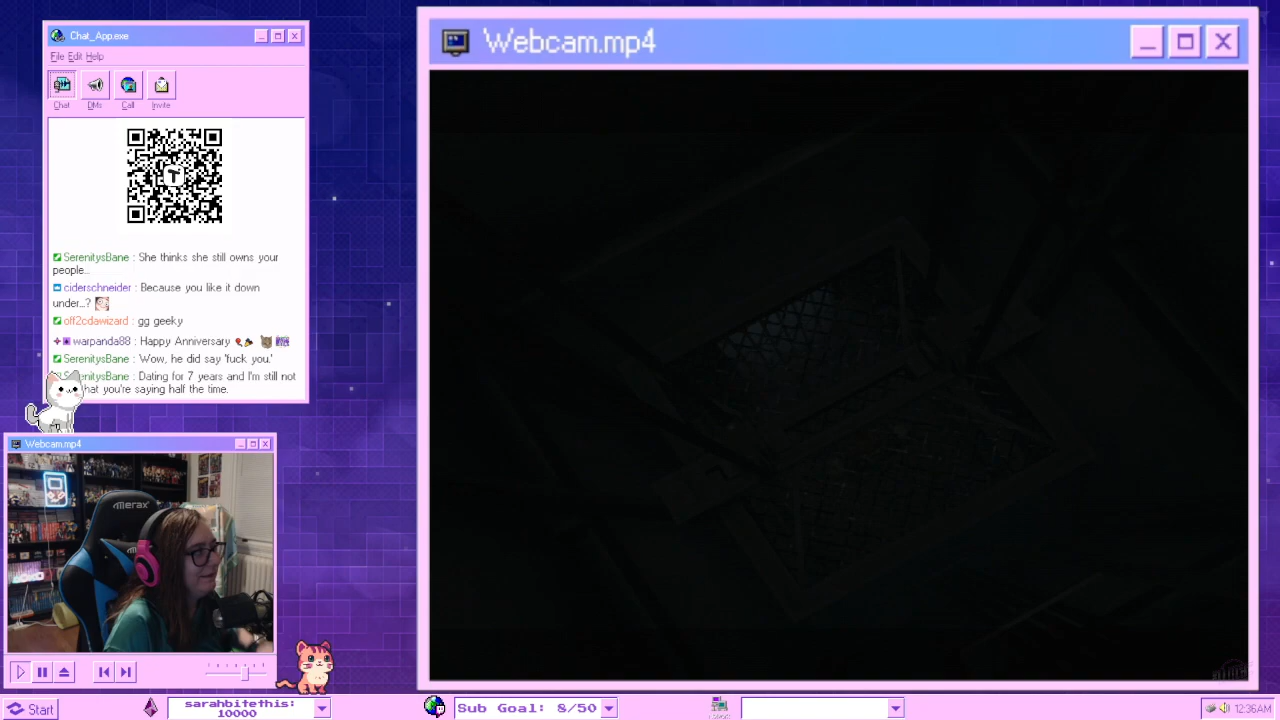 Chat_App.exe
File Edit Help
Chat DMs Call Invite
T
SerenitysBane : She thinks she still owns your
people...
ciderschneider : Because you like it down
under...?
off2cdawizard : gg geeky
warpanda88 : Happy Anniversary
SerenitysBane : Wow, he did say 'fuck you.'
SerenitysBane : Dating for 7 years and I'm still not
that you're saying half the time.
Webcam.mp4
merax
Webcam.mp4
Start
sarahbitethis:
10000
Sub Goal: 8/50
12:36AM